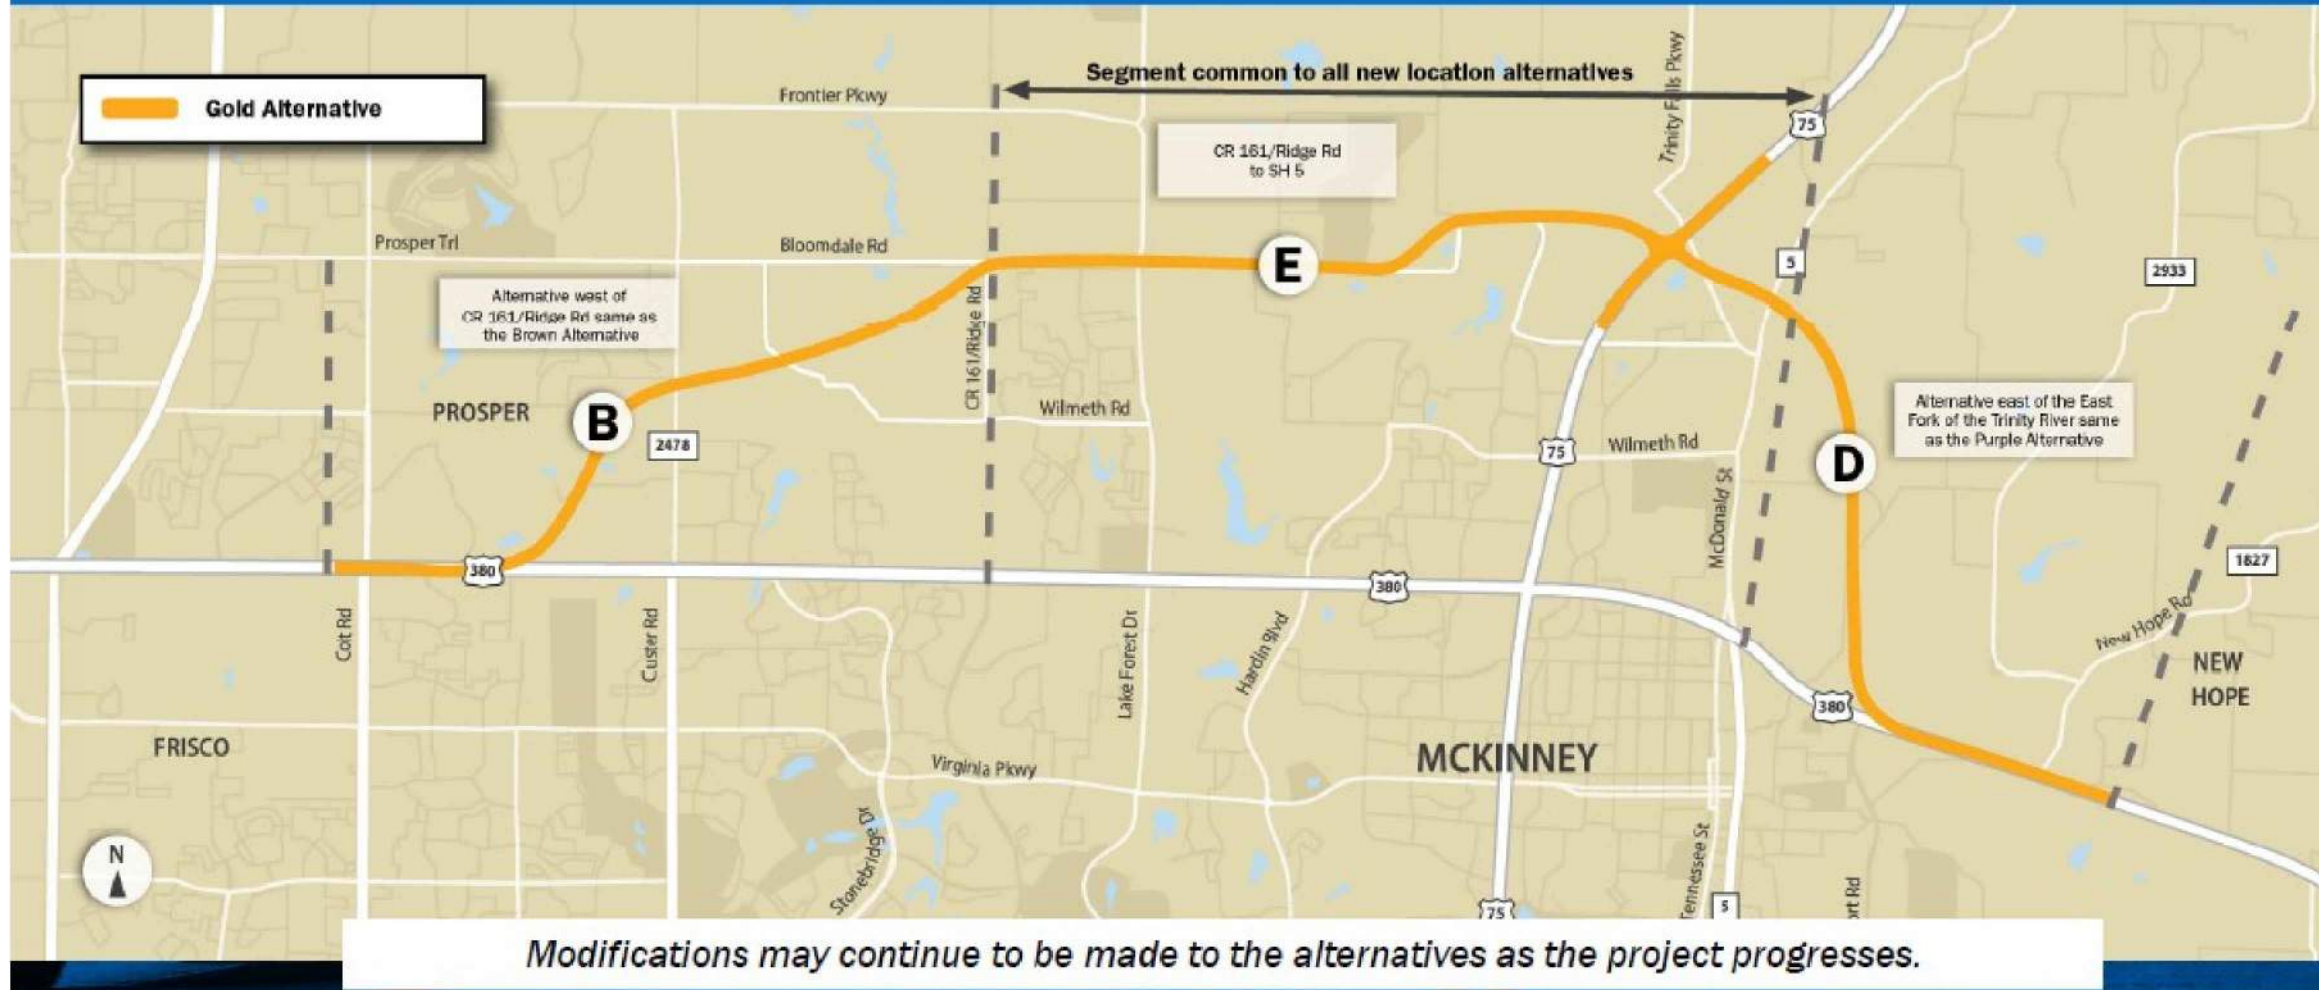 Gold Alternative
Frontier Pkwy
Segment common to all new location alternatives
Trinity Falls Pkwy
75
CR 161/Ridge Rd
to SH 5
Prosper Trl
Bloomdale Rd
E
5
2933
Alternative west of
CR 161/Ridge Rd same as
the Brown Alternative
CR 161/Ridge Rd
PROSPER
B
2478
Wilmeth Rd
75
Wilmeth Rd
McDonald St
D
Alternative east of the East
Fork of the Trinity River same
as the Purple Alternative
380
380
1827
New Hope Rd
NEW
HOPE
Coit Rd
Custer Rd
Lake Forest Dr
Hardin Blvd
380
FRISCO
Virginia Pkwy
MCKINNEY
Stonebridge Dr
Tennessee St
N
75
5
rt Rd
Modifications may continue to be made to the alternatives as the project progresses.